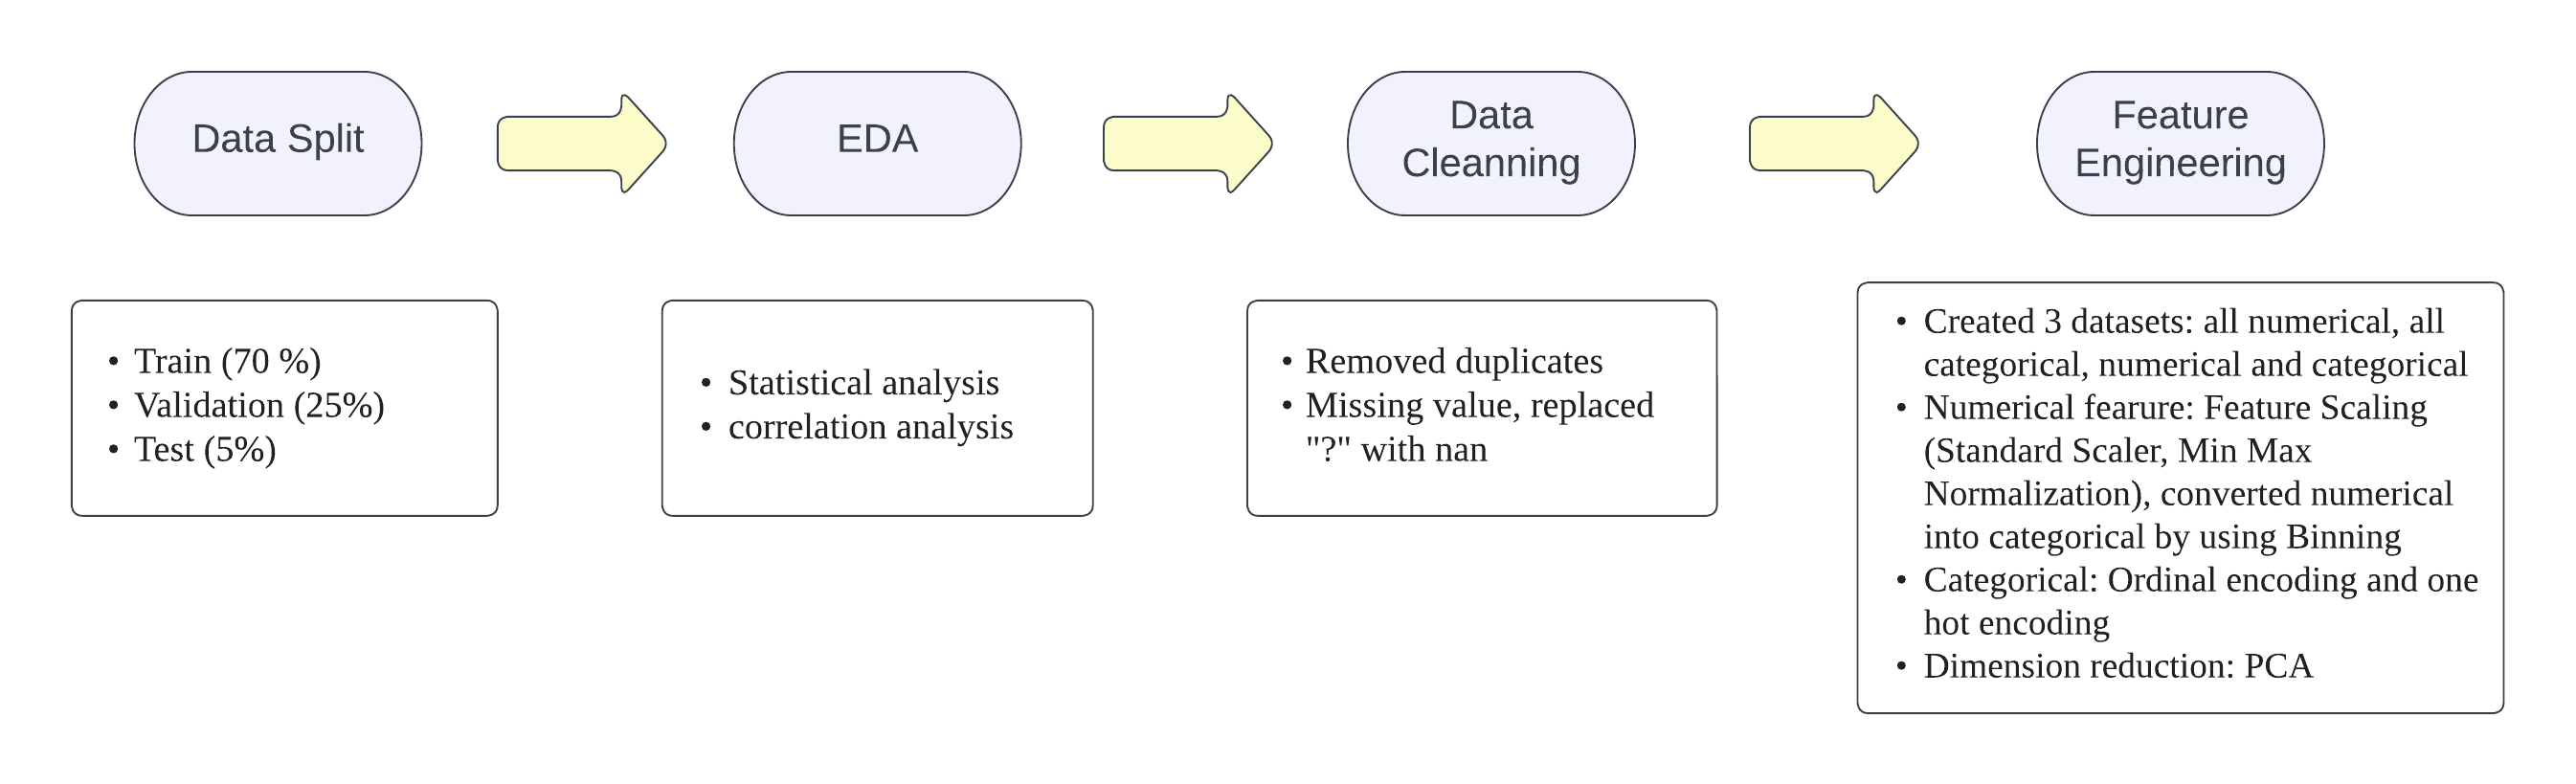 Data Split
EDA
Data
Cleanning
Feature
Engineering
• Train (70 %)
• Validation (25%)
• Test (5%)
• Statistical analysis
• correlation analysis
• Removed duplicates
• Missing value, replaced
"?" with nan
• Created 3 datasets: all numerical, all
categorical, numerical and categorical
• Numerical fearure: Feature Scaling
(Standard Scaler, Min Max
Normalization), converted numerical
into categorical by using Binning
• Categorical: Ordinal encoding and one
hot encoding
• Dimension reduction: PCA